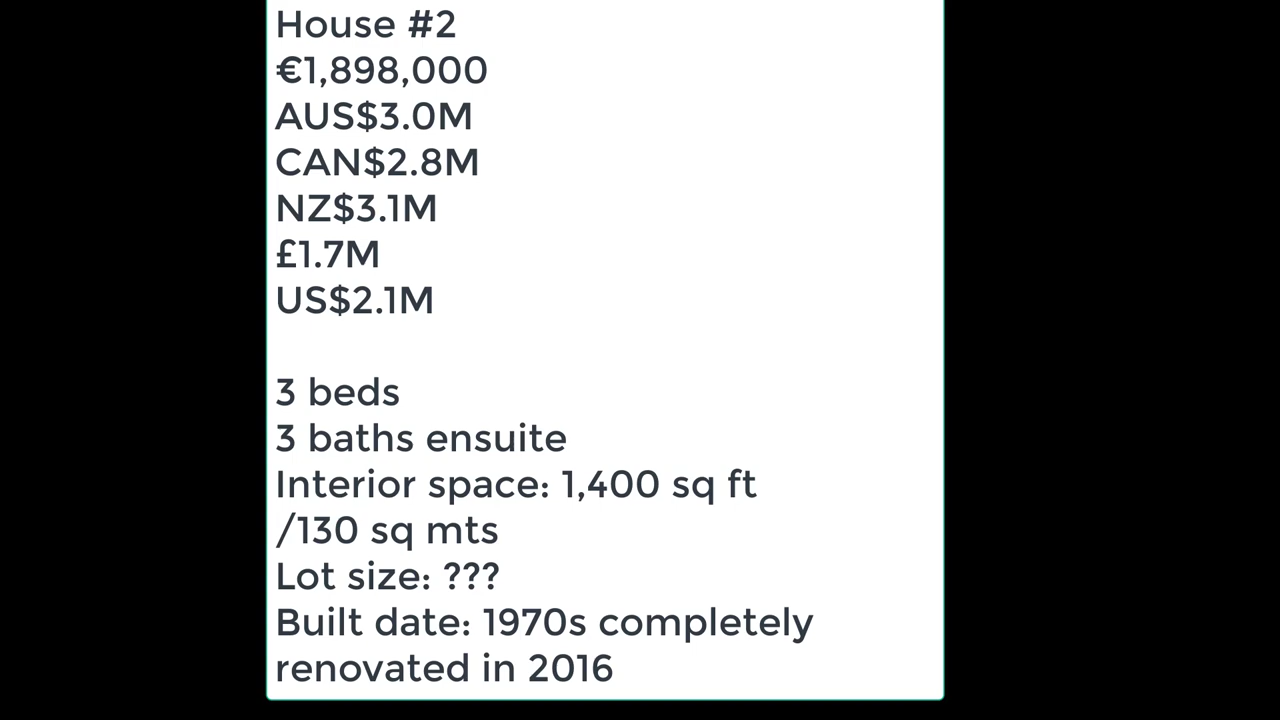 House #2
€1,898,000
AUS$3.0M
CAN$2.8M
NZ$3.1M
£1.7M
US$2.1M
3 beds
3 baths ensuite
Interior space: 1,400 sq ft
/130 sq mts
Lot size: ???
Built date: 1970s completely
renovated in 2016